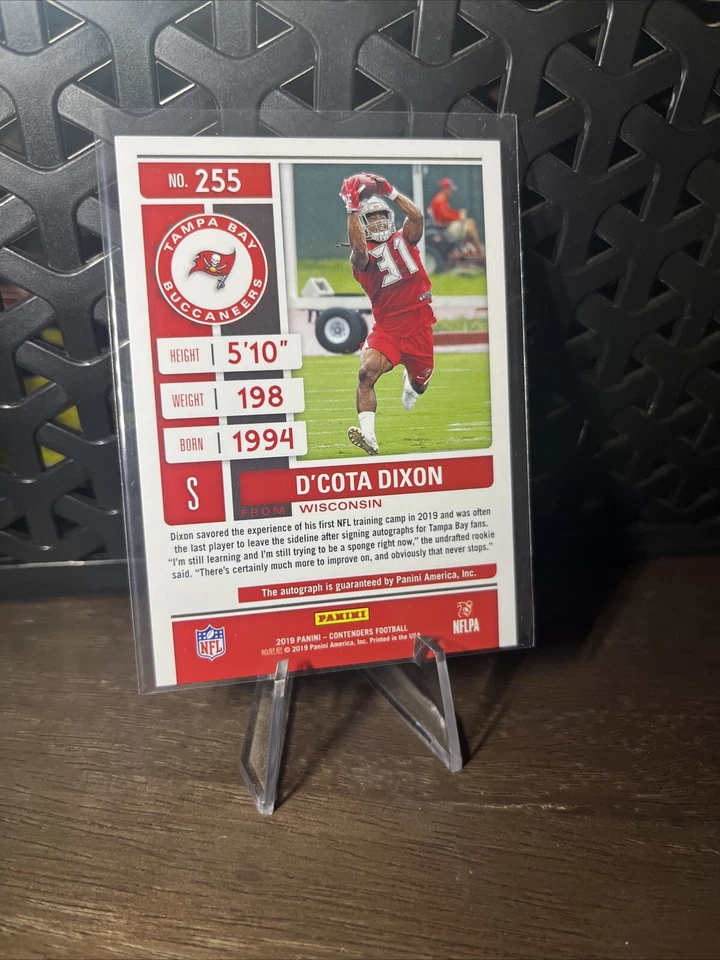 NO. 255
TAMPA BAY
BUCCANEERS
31
HEIGHT 5'10"
WEIGHT 198
BORN 1994
S
D'COTA DIXON
FROM WISCONSIN
Dixon savored the experience of his first NFL training camp in 2019 and was often
the last player to leave the sideline after signing autographs for Tampa Bay fans.
"I'm still learning and I'm still trying to be a sponge right now," the undrafted rookie
said. "There's certainly much more to improve on, and obviously that never stops."
The autograph is guaranteed by Panini America, Inc.
PANINI
NFL
NFLPA
2019 PANINI – CONTENDERS FOOTBALL
帕尼尼 © 2019 Panini America, Inc. Printed in the USA